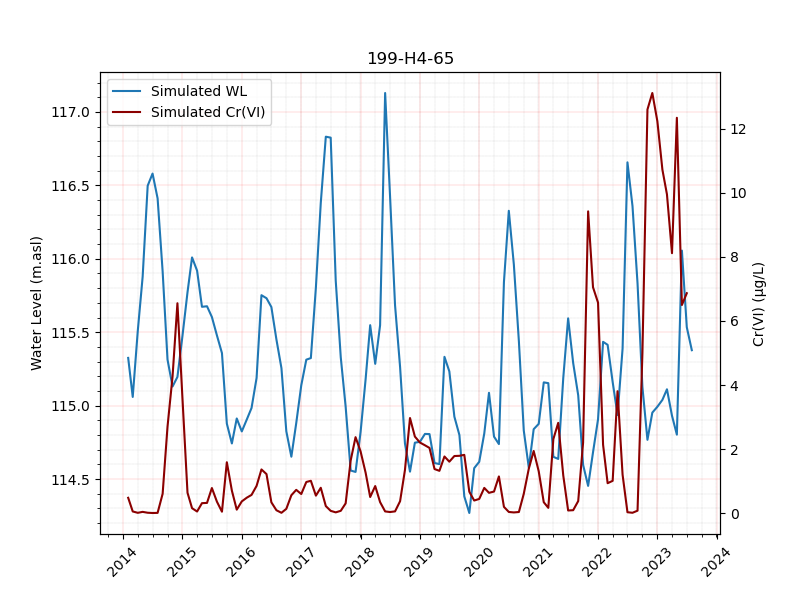 199-H4-65
Simulated WL
Simulated Cr(VI)
Water Level (m.asl)
117.0
116.5
116.0
115.5
115.0
114.5
12
10
8
6
4
2
0
Cr(VI) (µg/L)
2014 2015 2016 2017 2018 2019 2020 2021 2022 2023 2024